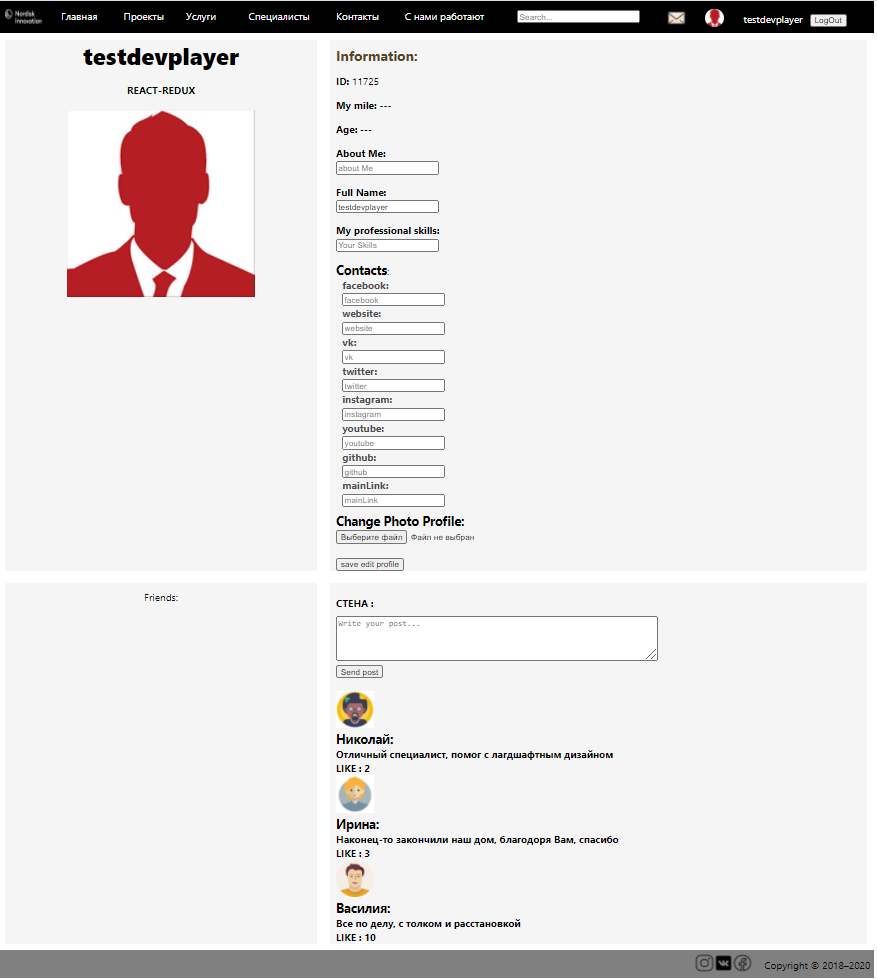 Nordisk
Innovation
Главная
Проекты
Услуги
Специалисты
Контакты
С нами работают
Search...
testdevplayer
LogOut
testdevplayer
REACT-REDUX
Information:
ID: 11725
My mile: ---
Age: ---
About Me:
about Me
Full Name:
testdevplayer
My professional skills:
Your Skills
Contacts:
facebook:
facebook
website:
website
vk:
vk
twitter:
twitter
instagram:
instagram
youtube:
youtube
github:
github
mainLink:
mainLink
Change Photo Profile:
Выберите файл Файл не выбран
save edit profile
Friends:
СТЕНА :
Write your post...
Send post
Николай:
Отличный специалист, помог с лагдшафтным дизайном
LIKE : 2
Ирина:
Наконец-то закончили наш дом, благодоря Вам, спасибо
LIKE : 3
Василия:
Все по делу, с толком и расстановкой
LIKE : 10
Copyright © 2018–2020